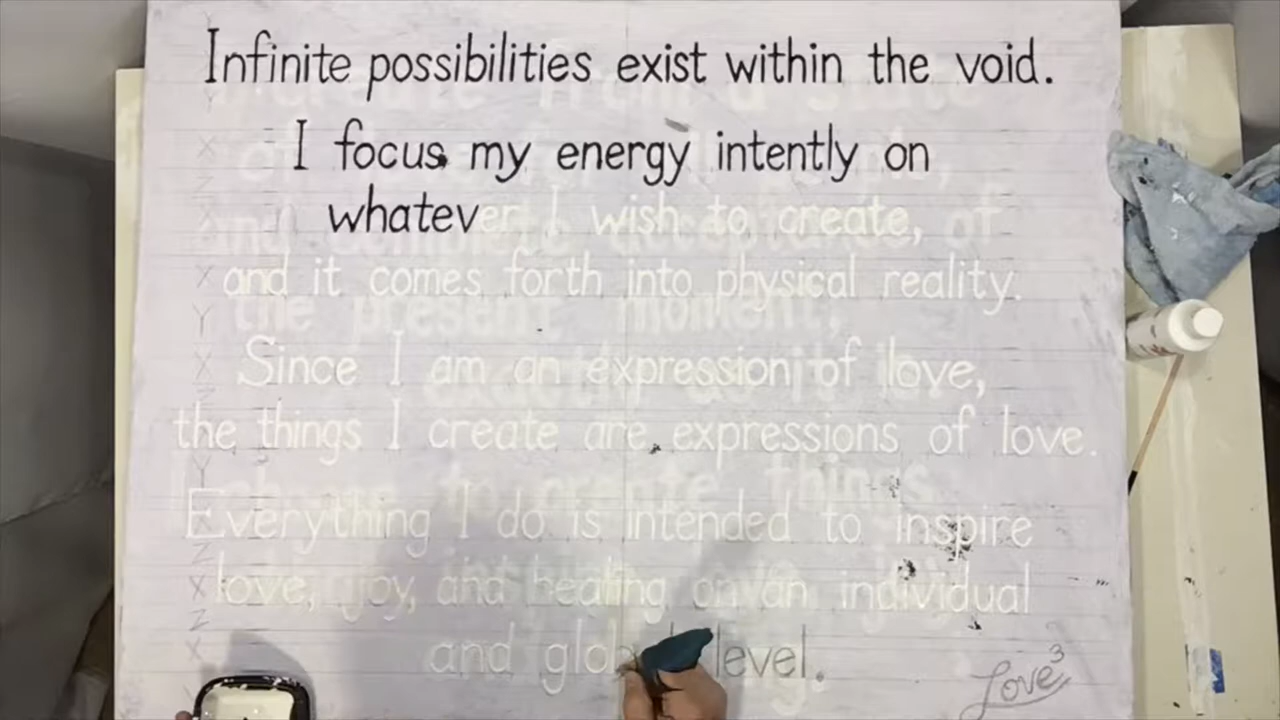 Infinite possibilities exist within the void.
I focus my energy intently on
whatever I wish to create,
and it comes forth into physical reality.
Since I am an expression of love,
the things I create are expressions of love.
Everything I do is intended to inspire
love, joy, and healing on an individual
and level.
Love³